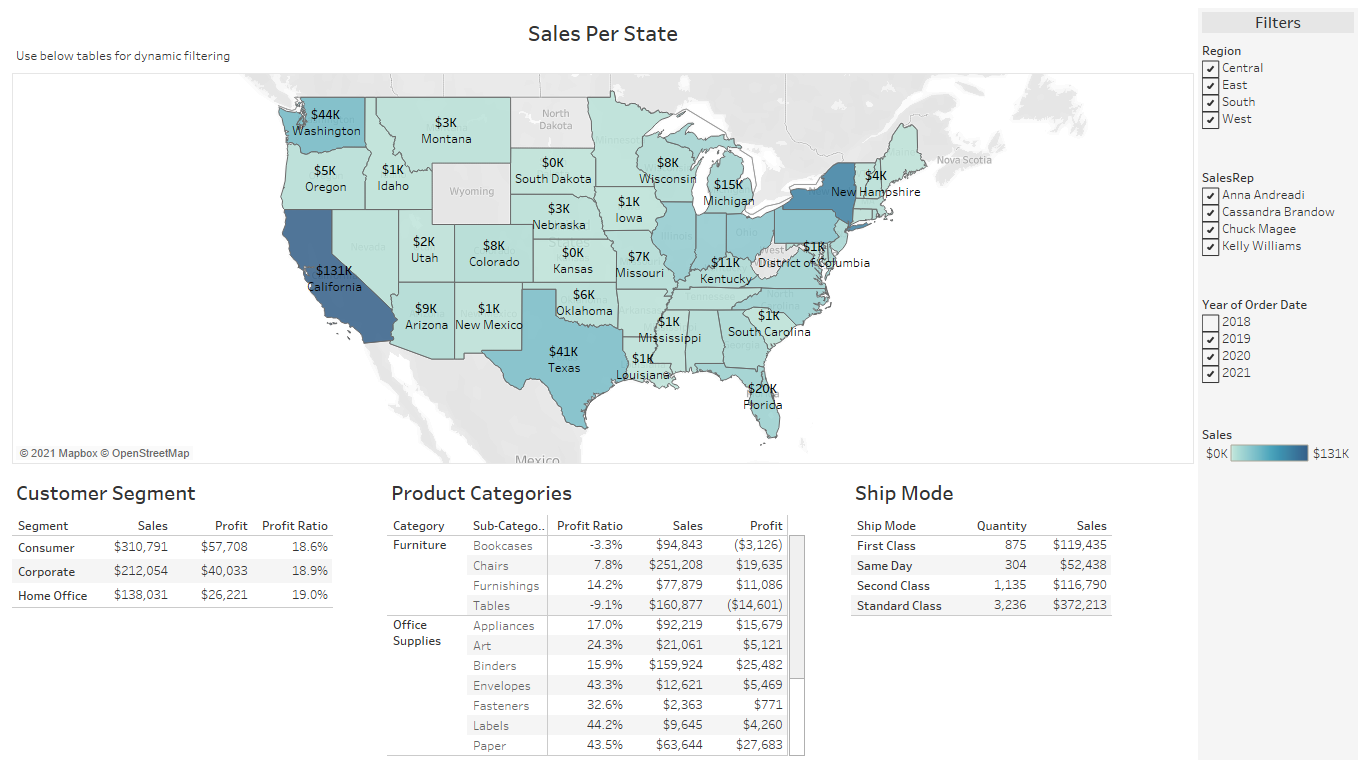 Sales Per State
Use below tables for dynamic filtering
$44K
Washington
$3K
Montana
North
Dakota
$5K
Oregon
$1K
Idaho
Wyoming
$0K
South Dakota
$8K
Wisconsin
$15K
Michigan
$4K
New Hampshire
Nova Scotia
$3K
Nebraska
$1K
Iowa
Nevada
$2K
Utah
$8K
Colorado
$0K
Kansas
$7K
Missouri
Illinois
Ohio
$11K
Kentucky
$1K
District of Columbia
$131K
California
$9K
Arizona
$1K
New Mexico
$6K
Oklahoma
$1K
Mississippi
$1K
South Carolina
$41K
Texas
$1K
Louisiana
$20K
Florida
Mexico
© 2021 Mapbox © OpenStreetMap
Filters
Region
Central
East
South
West
SalesRep
Anna Andreadi
Cassandra Brandow
Chuck Magee
Kelly Williams
Year of Order Date
2018
2019
2020
2021
Sales
$0K $131K
Customer Segment
Segment Sales Profit Profit Ratio
Consumer $310,791 $57,708 18.6%
Corporate $212,054 $40,033 18.9%
Home Office $138,031 $26,221 19.0%
Product Categories
Category Sub-Catego.. Profit Ratio Sales Profit
Furniture Bookcases -3.3% $94,843 ($3,126)
Chairs 7.8% $251,208 $19,635
Furnishings 14.2% $77,879 $11,086
Tables -9.1% $160,877 ($14,601)
Office Supplies Appliances 17.0% $92,219 $15,679
Art 24.3% $21,061 $5,121
Binders 15.9% $159,924 $25,482
Envelopes 43.3% $12,621 $5,469
Fasteners 32.6% $2,363 $771
Labels 44.2% $9,645 $4,260
Paper 43.5% $63,644 $27,683
Ship Mode
Ship Mode Quantity Sales
First Class 875 $119,435
Same Day 304 $52,438
Second Class 1,135 $116,790
Standard Class 3,236 $372,213